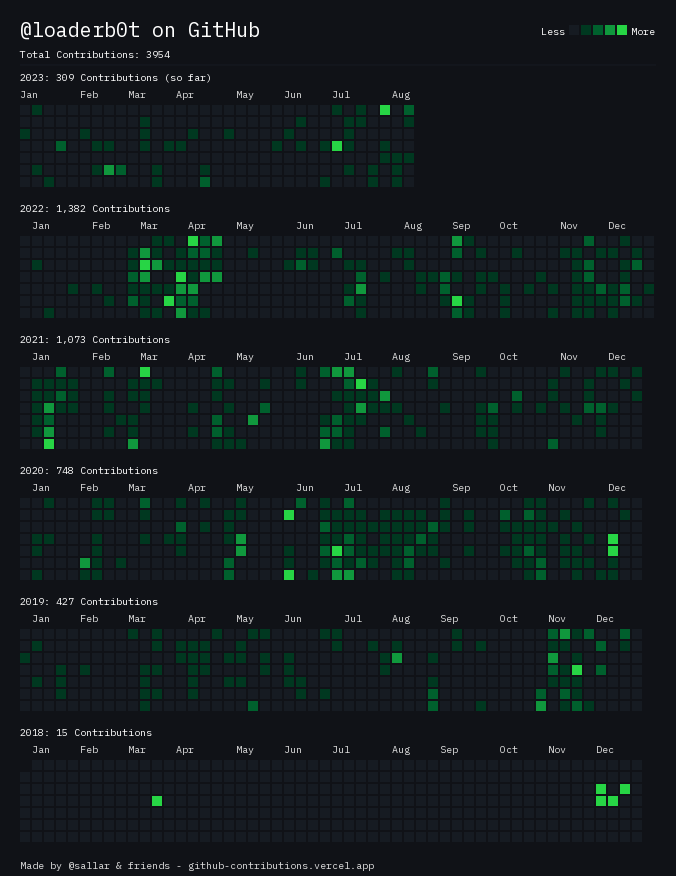 @loaderb0t on GitHub
Less More
Total Contributions: 3954
2023: 309 Contributions (so far)
Jan Feb Mar Apr May Jun Jul Aug
2022: 1,382 Contributions
Jan Feb Mar Apr Jun Jul Aug Sep Oct Nov Dec
2021: 1,073 Contributions
Jan Feb Mar Apr May Jun Jul Aug Sep Oct Nov Dec
2020: 748 Contributions
Jan Feb Mar Apr May Jun Jul Aug Sep Oct Nov Dec
2019: 427 Contributions
Jan Feb Mar Apr May Jun Jul Aug Sep Oct Nov Dec
2018: 15 Contributions
Jan Feb Mar Apr May Jun Jul Aug Sep Oct Nov Dec
Made by @sallar & friends - github-contributions.vercel.app